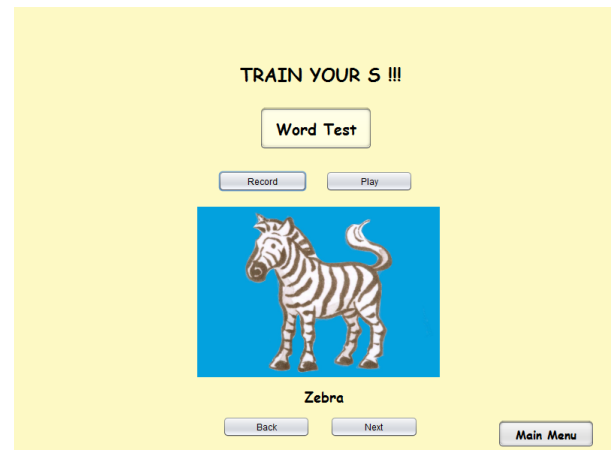 TRAIN YOUR S !!!
Word Test
Record Play
Zebra
Back Next
Main Menu